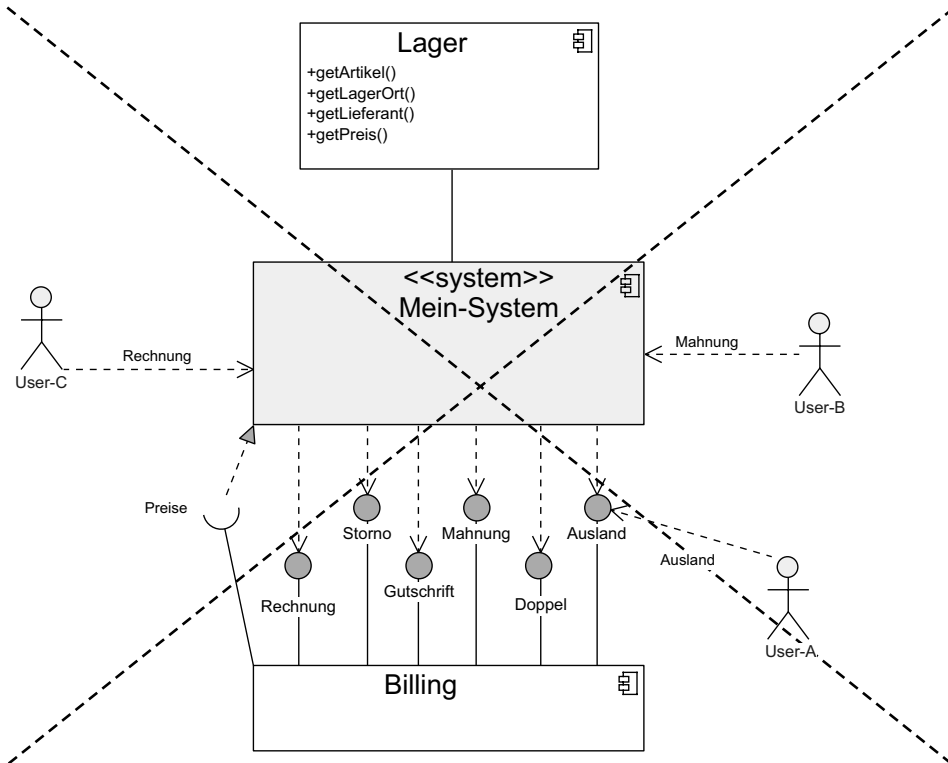 Lager
+getArtikel()
+getLagerOrt()
+getLieferant()
+getPreis()
<<system>>
Mein-System
Rechnung
User-C
Mahnung
User-B
Preise
Storno
Mahnung
Ausland
Rechnung
Gutschrift
Doppel
Ausland
User-A
Billing